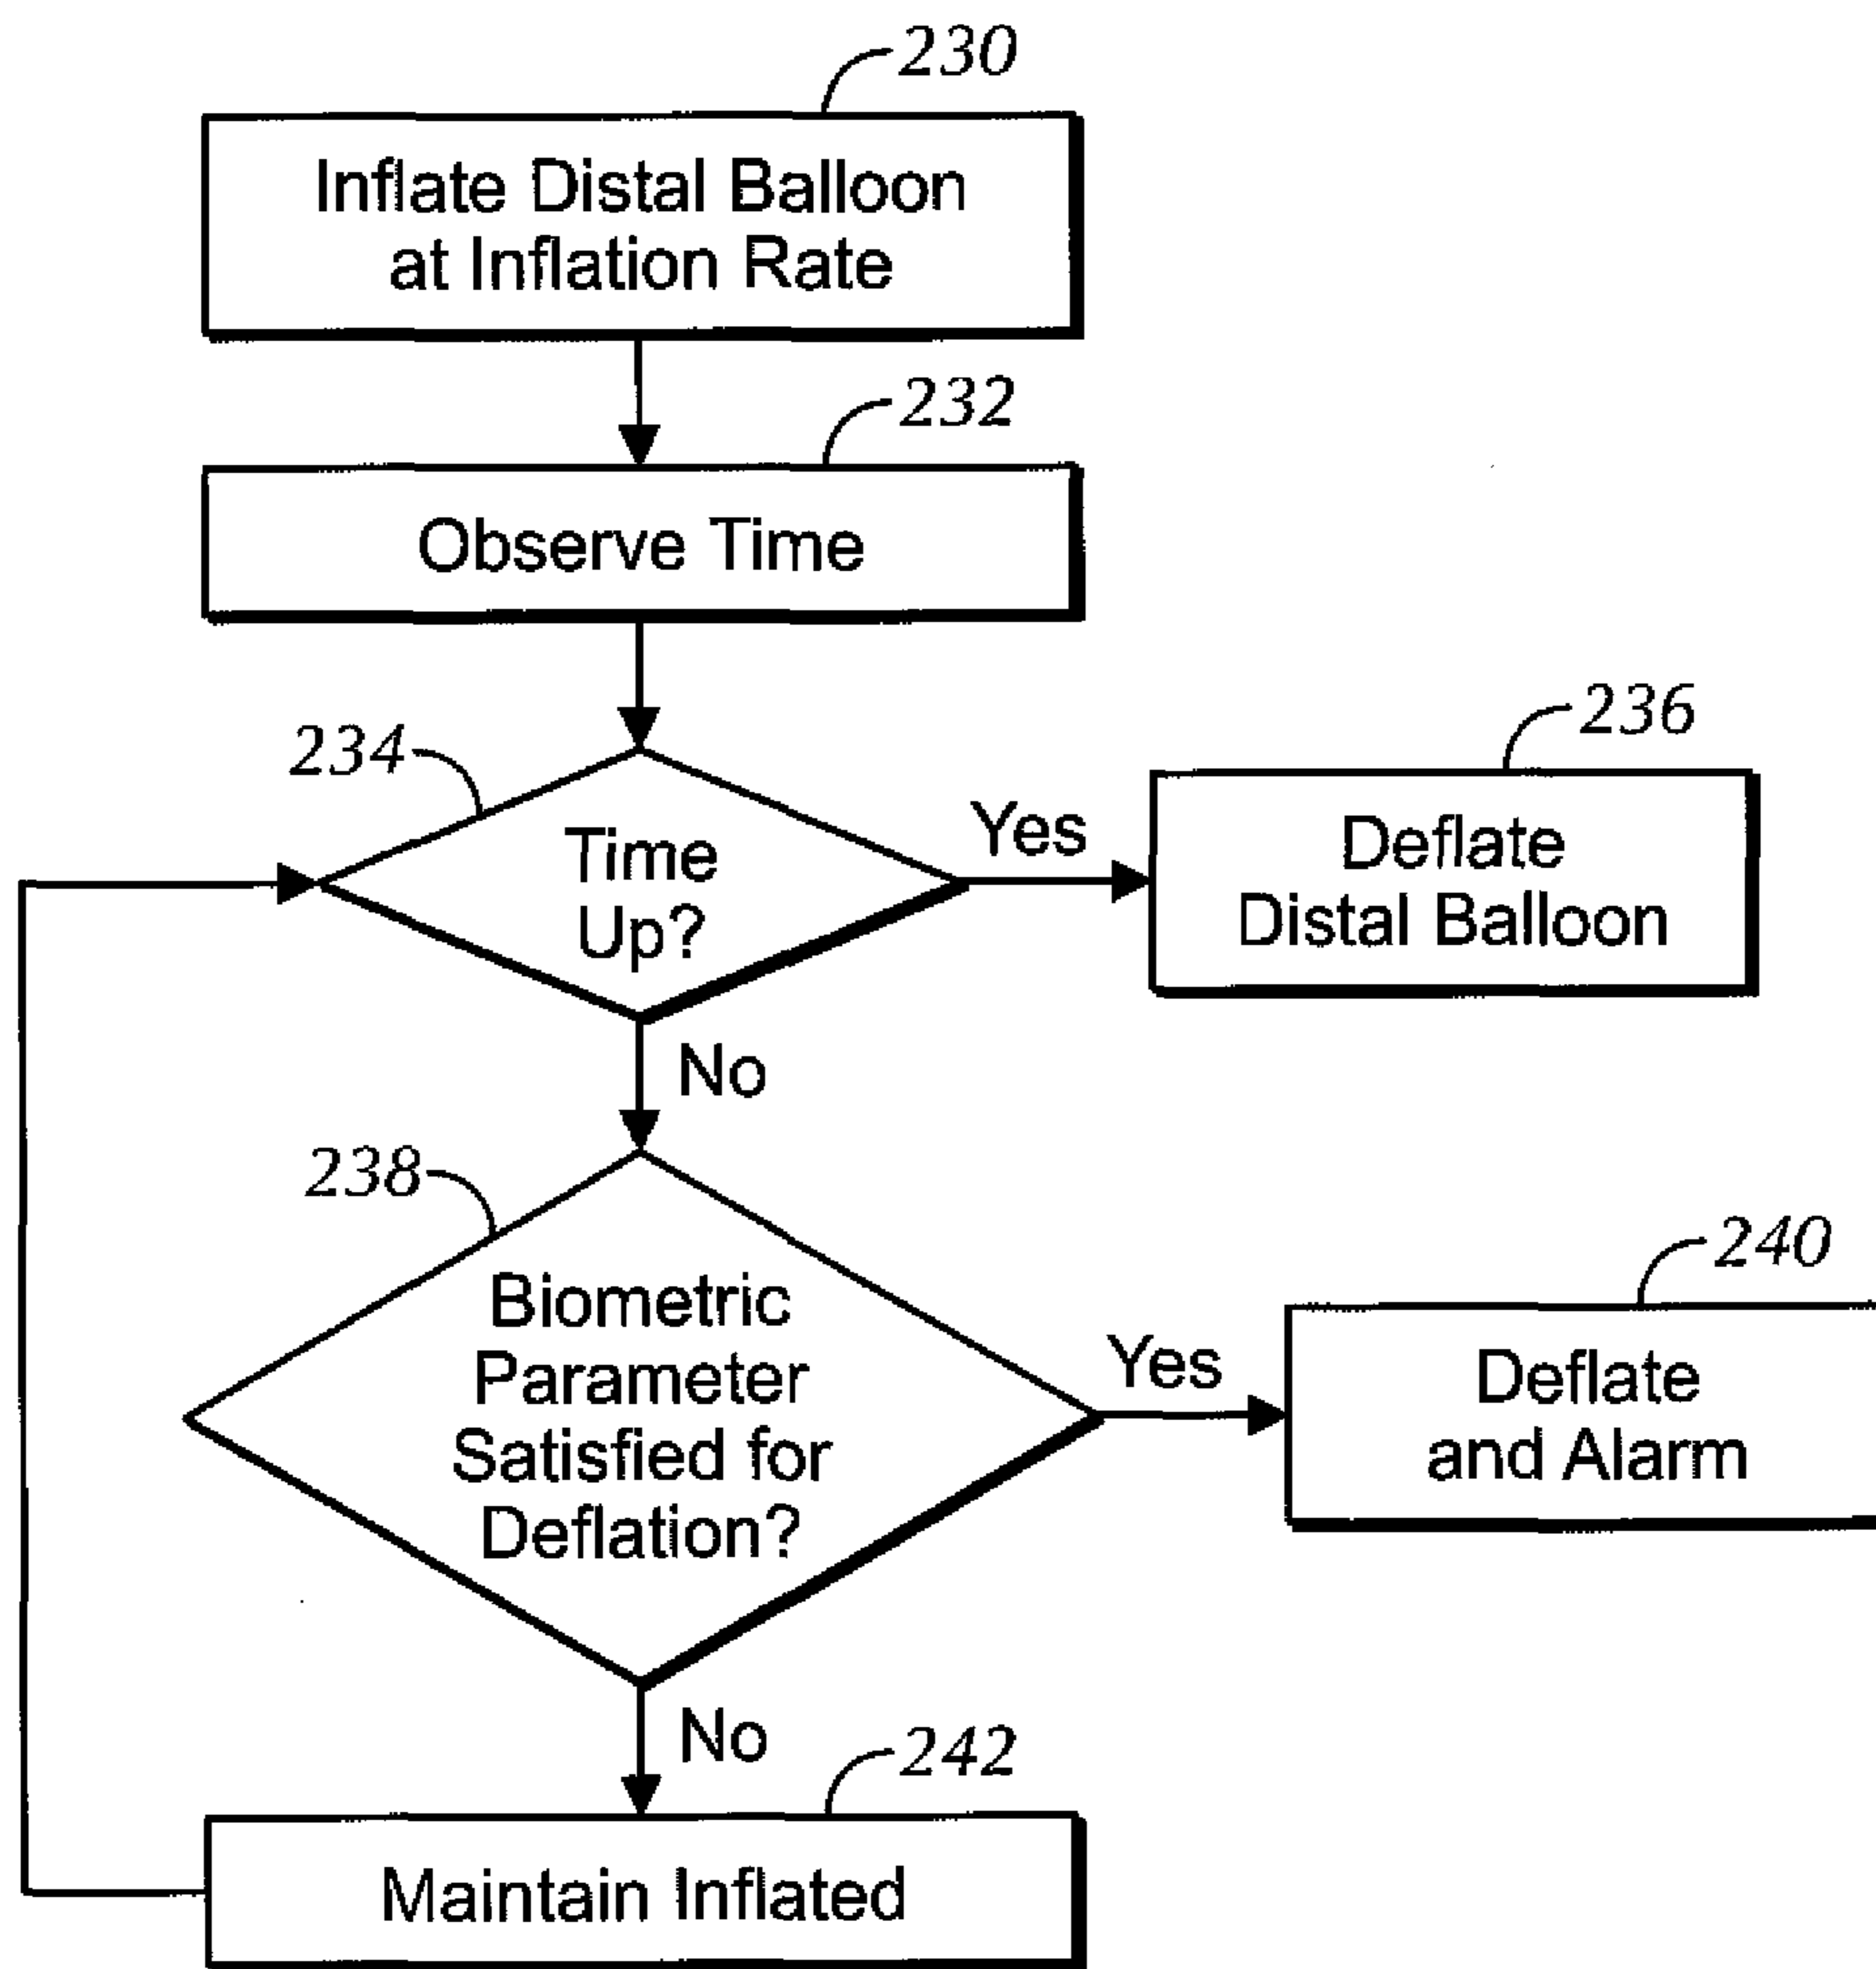 230
Inflate Distal Balloon
at Inflation Rate
232
Observe Time
234
Time
Up?
Yes
236
Deflate
Distal Balloon
No
238
Biometric
Parameter
Satisfied for
Deflation?
Yes
240
Deflate
and Alarm
No
242
Maintain Inflated